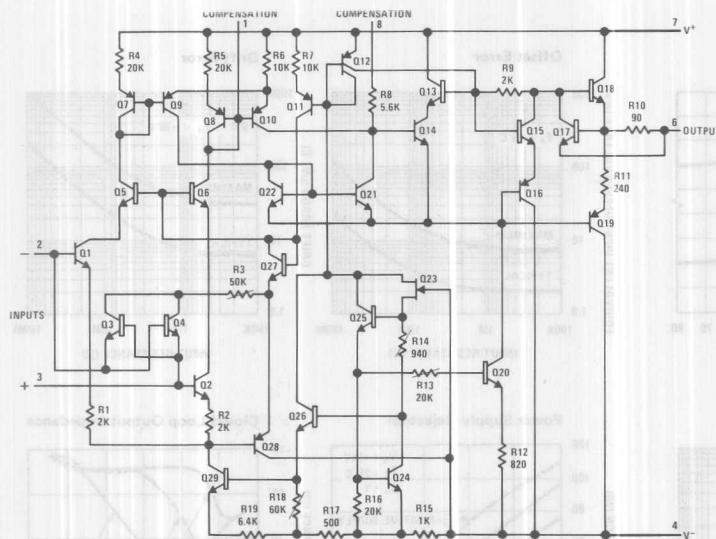 COMPENSATION COMPENSATION
1 8
7 V+
R4 20K
R5 20K
R6 10K
R7 10K
Q12
R8 5.6K
Q13
R9 2K
Q18
Q7 Q9
Q8 Q10
Q11
Q14
Q15 Q17
R10 90
6 OUTPUT
Q5 Q6
Q22 Q21
Q16
R11 240
Q19
2
−
Q1
Q27
R3 50K
Q23
INPUTS
Q3 Q4
Q25
R14 940
3
+
Q2
R13 20K
Q20
R1 2K
R2 2K
Q26
Q28
R12 820
Q29
Q24
R18 60K
R16 20K
R19 6.4K
R17 500
R15 1K
4 V−